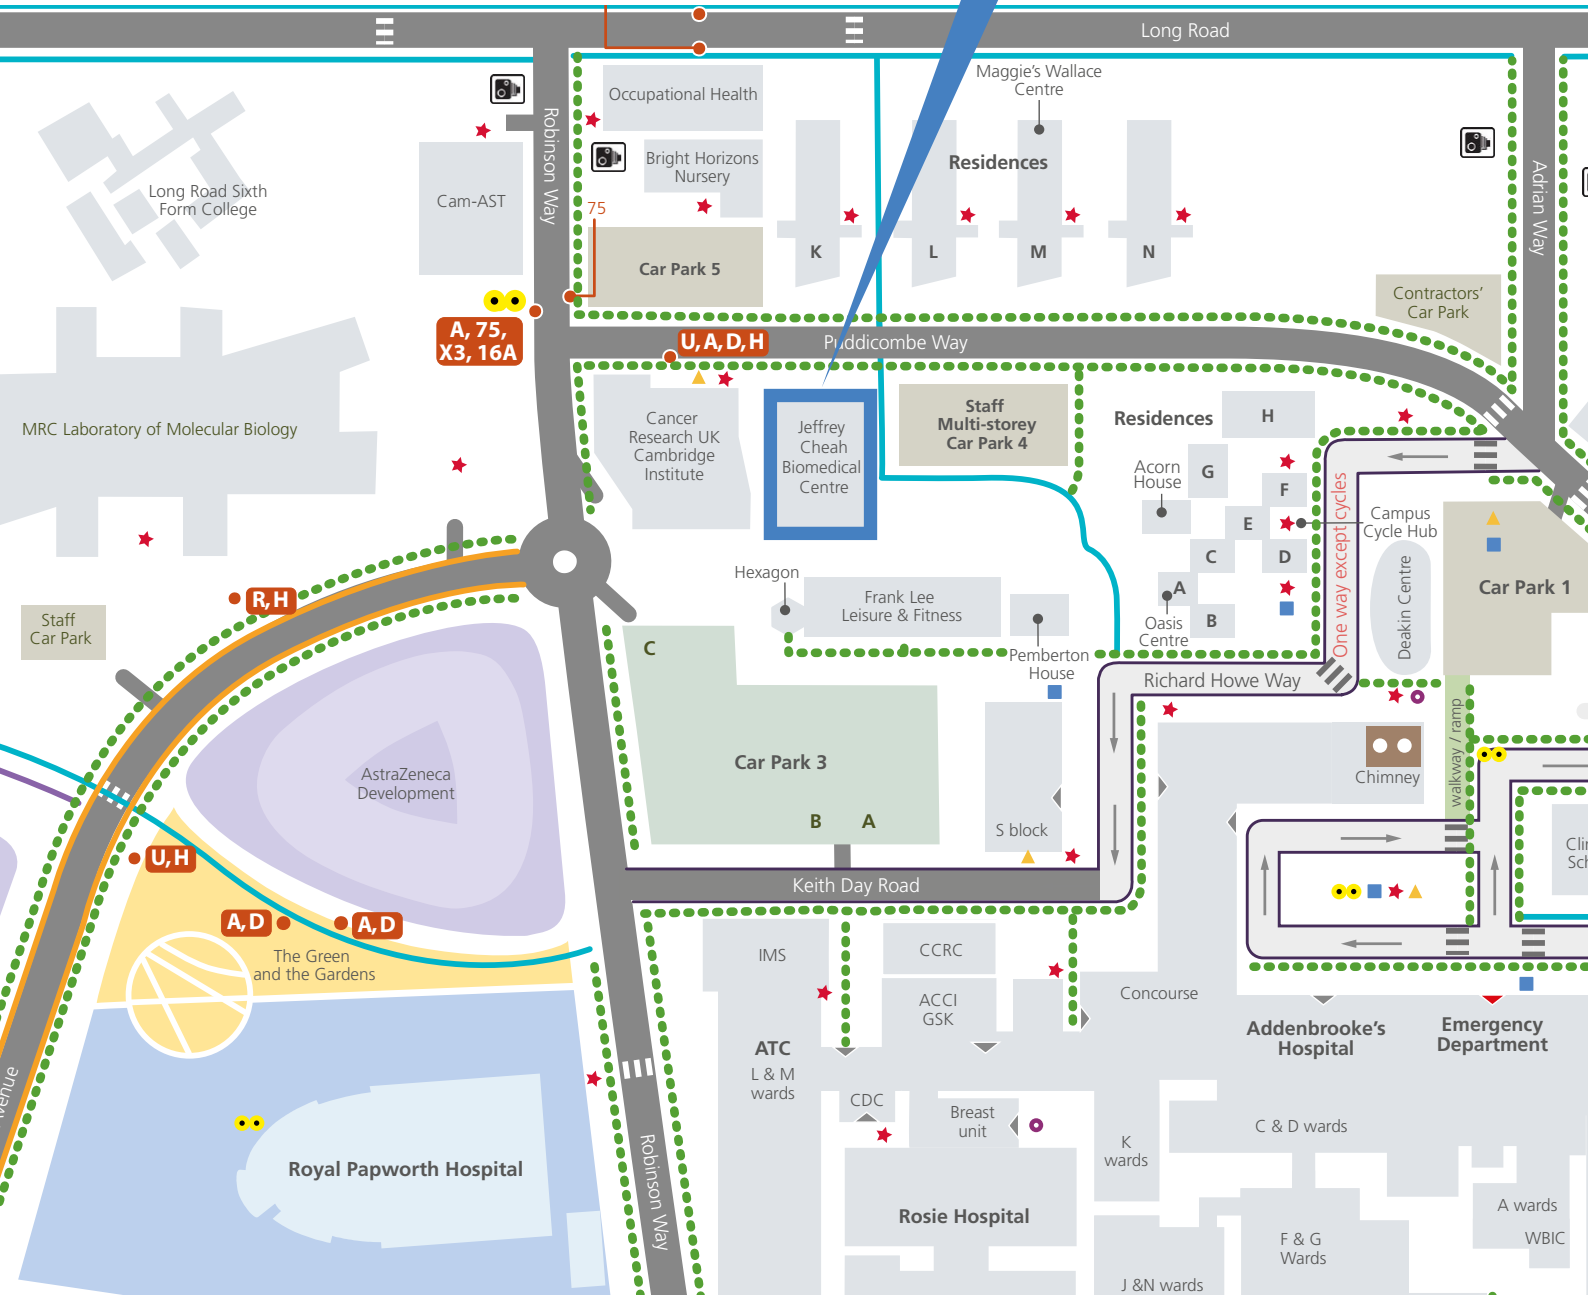 Long Road
Maggie's Wallace
Centre
Occupational Health
Robinson Way
Bright Horizons
Nursery
Residences
Adrian Way
Long Road Sixth
Form College
Cam-AST
75
K
L
M
N
Car Park 5
Contractors'
Car Park
A, 75,
X3, 16A
U, A, D, H
Puddicombe Way
MRC Laboratory of Molecular Biology
Cancer
Research UK
Cambridge
Institute
Jeffrey
Cheah
Biomedical
Centre
Staff
Multi-storey
Car Park 4
Residences
H
G
Acorn
House
F
E
Campus
Cycle Hub
One way except cycles
C
D
A
B
Oasis
Centre
Deakin Centre
Car Park 1
Hexagon
Frank Lee
Leisure & Fitness
Pemberton
House
R, H
Staff
Car Park
C
Richard Howe Way
walkway / ramp
Car Park 3
AstraZeneca
Development
Chimney
B
A
S block
U, H
Keith Day Road
A, D
A, D
The Green
and the Gardens
IMS
CCRC
ACCI
GSK
Concourse
Addenbrooke's
Hospital
Emergency
Department
ATC
L & M
wards
CDC
Breast
unit
K
wards
C & D wards
Royal Papworth Hospital
Robinson Way
Rosie Hospital
A wards
WBIC
F & G
Wards
J &N wards